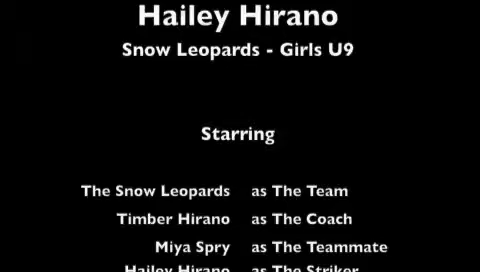 Hailey Hirano
Snow Leopards - Girls U9
Starring
The Snow Leopards as The Team
Timber Hirano as The Coach
Miya Spry as The Teammate
Hailey Hirano as The Striker